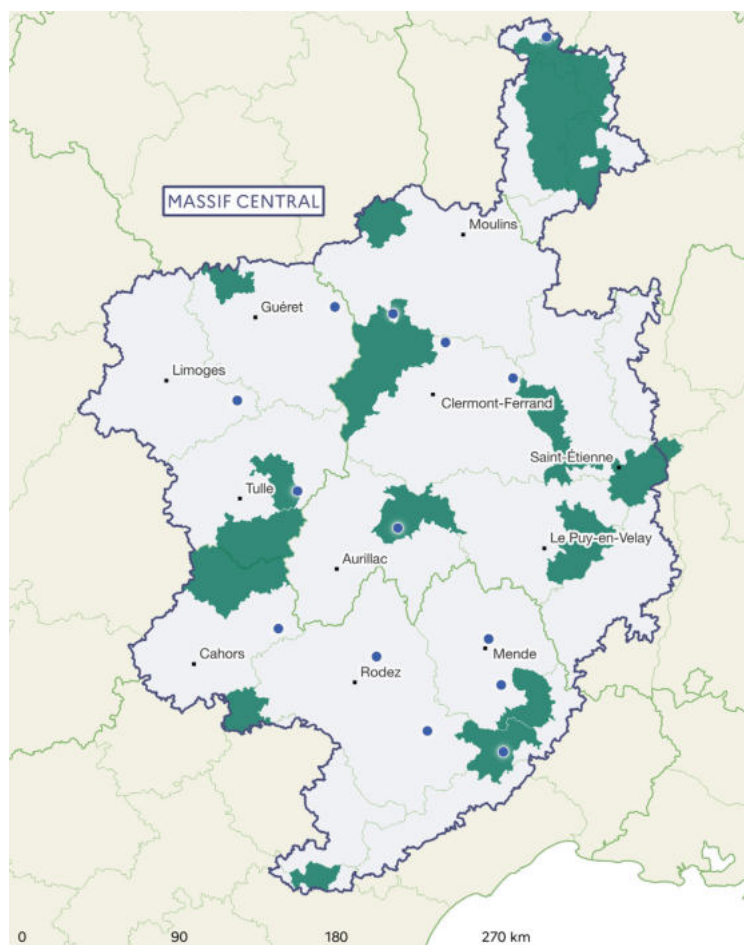 MASSIF CENTRAL
Moulins
Guéret
Limoges
Clermont-Ferrand
Saint-Étienne
Tulle
Le Puy-en-Velay
Aurillac
Mende
Cahors
Rodez
0 90 180 270 km